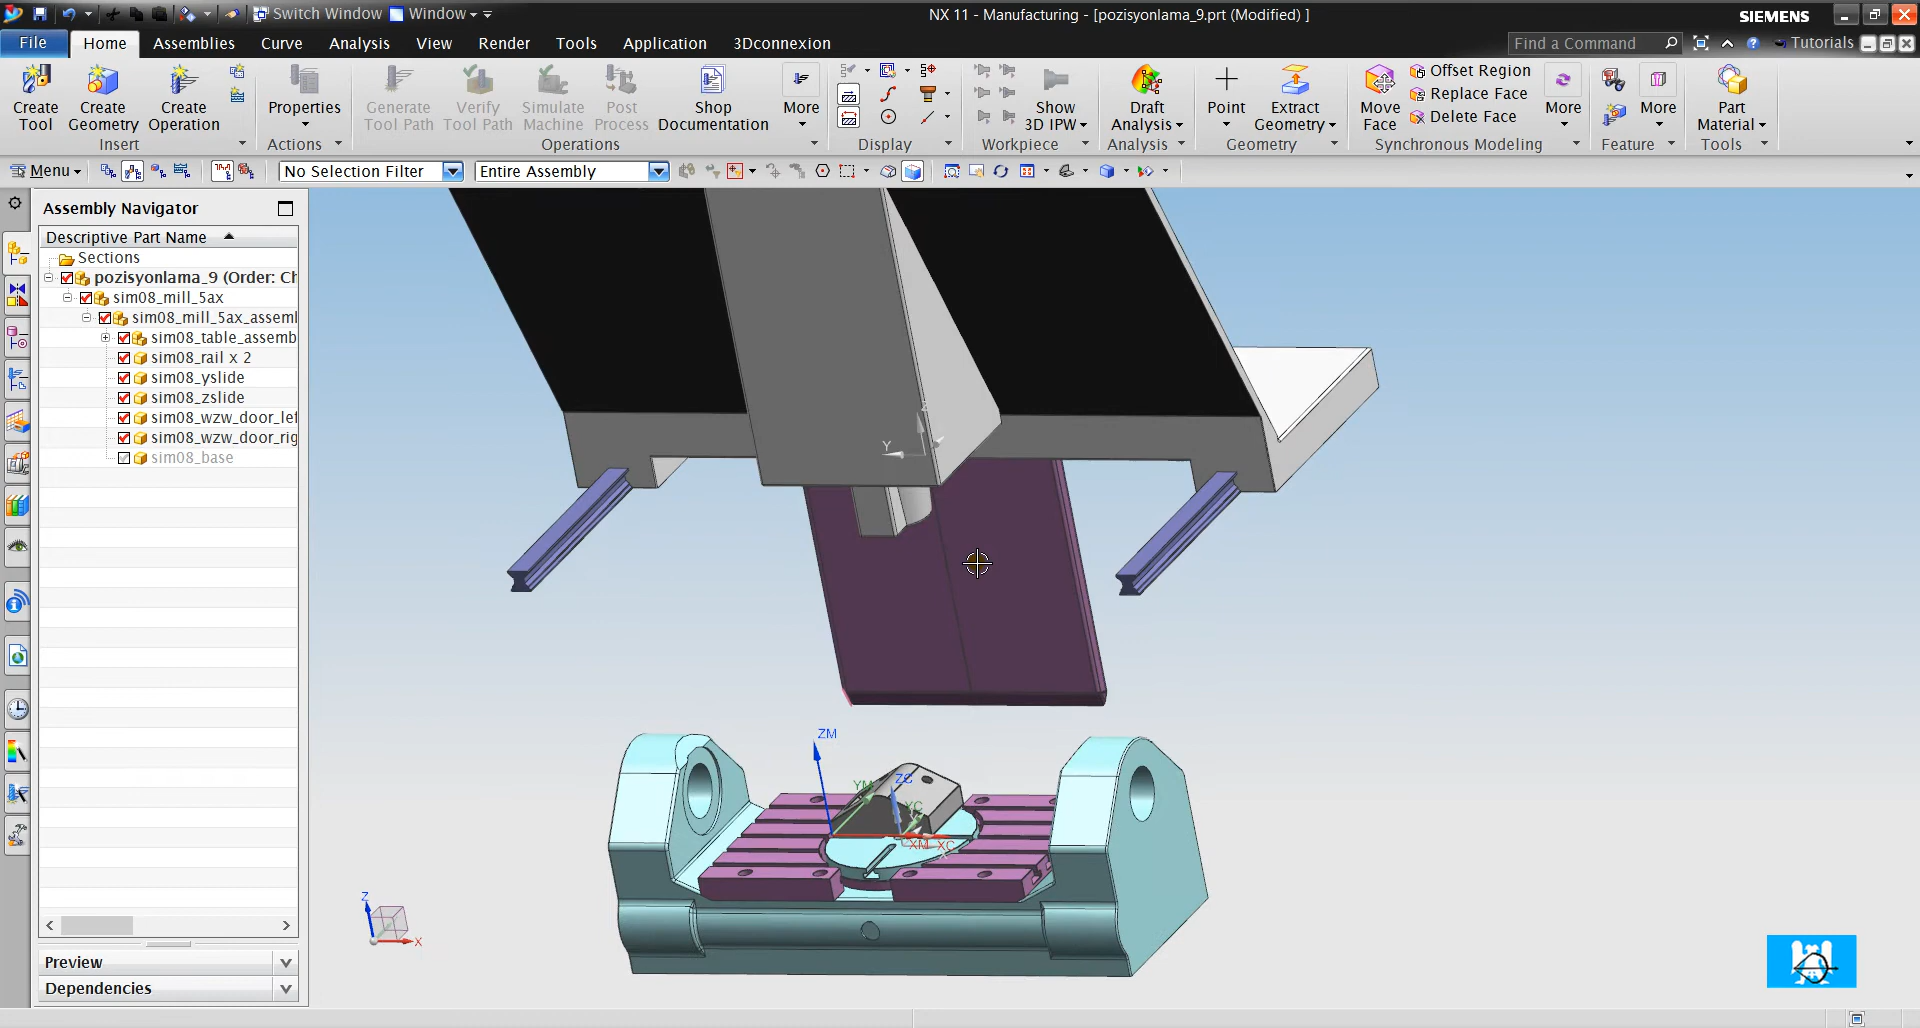 Switch Window Window NX 11 - Manufacturing - [pozisyonlama_9.prt (Modified) ] SIEMENS
File Home Assemblies Curve Analysis View Render Tools Application 3Dconnexion Find a Command Tutorials
Create Tool
Create Geometry
Create Operation
Properties
Generate Tool Path
Verify Tool Path
Simulate Machine
Post Process
Shop Documentation
More
Show 3D IPW
Draft Analysis
Point
Extract Geometry
Move Face
Offset Region
Replace Face
Delete Face
More
More
Part Material
Insert Actions Operations Display Workpiece Analysis Geometry Synchronous Modeling Feature Tools
Menu No Selection Filter Entire Assembly
Assembly Navigator
Descriptive Part Name
Sections
pozisyonlama_9 (Order: Ch
sim08_mill_5ax
sim08_mill_5ax_assembl
sim08_table_assemb
sim08_rail x 2
sim08_yslide
sim08_zslide
sim08_wzw_door_lef
sim08_wzw_door_rig
sim08_base
Y
ZM
YM
ZC
YC
XM
XC
Z
X
Preview
Dependencies